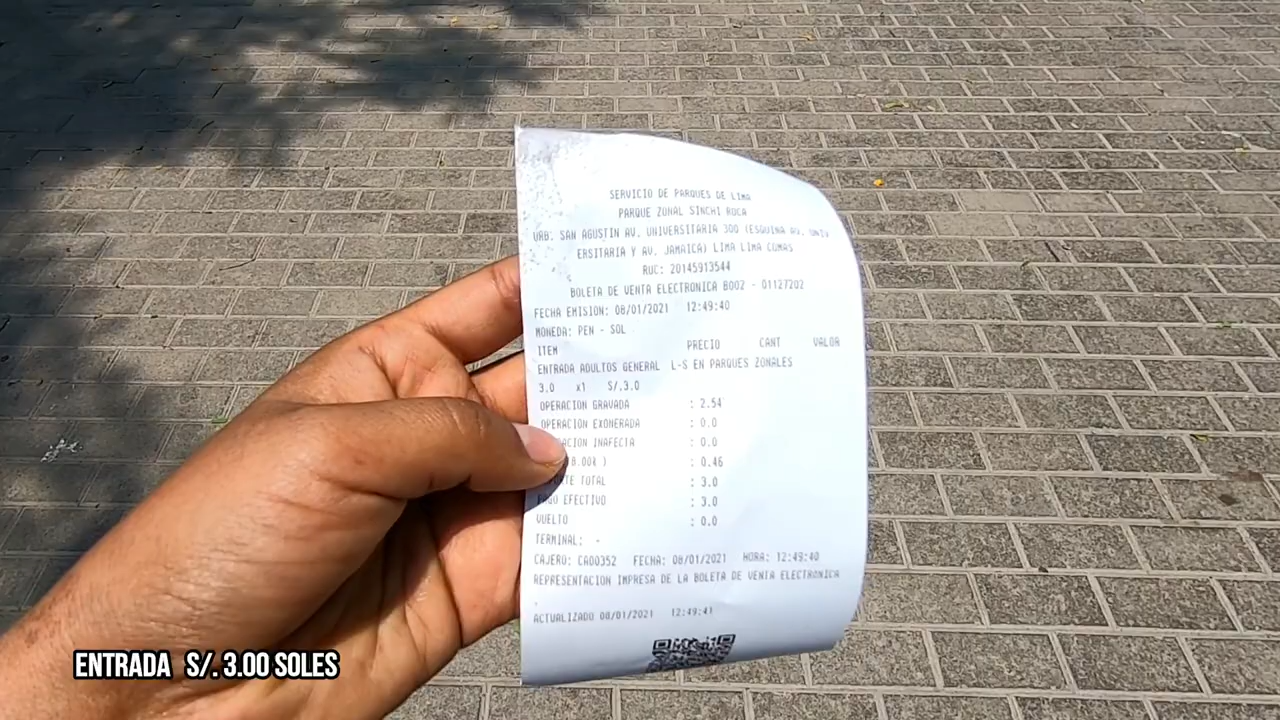 SERVICIO DE PARQUES DE LIMA
PARQUE ZONAL SINCHI ROCA
URB. SAN AGUSTIN AV. UNIVERSITARIA 300 (ESQUINA AV. UNIV
ERSITARIA Y AV. JAMAICA) LIMA LIMA COMAS
RUC: 20145913544
BOLETA DE VENTA ELECTRONICA B002 - 01127202
FECHA EMISION: 08/01/2021 12:49:40
MONEDA: PEN - SOL
ITEM PRECIO CANT VALOR
ENTRADA ADULTOS GENERAL L-S EN PARQUES ZONALES
3.0 x1 S/.3.0
OPERACION GRAVADA : 2.54
OPERACION EXONERADA : 0.0
RACION INAFECTA : 0.0
8.00% ) : 0.46
TE TOTAL : 3.0
PAGO EFECTIVO : 3.0
VUELTO : 0.0
TERMINAL: -
CAJERO: CA00352 FECHA: 08/01/2021 HORA: 12:49:40
REPRESENTACION IMPRESA DE LA BOLETA DE VENTA ELECTRONICA
.
ACTUALIZADO 08/01/2021 12:49:41
ENTRADA S/. 3.00 SOLES